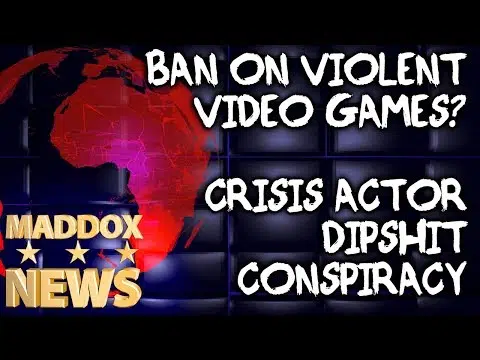 BAN ON VIOLENT
VIDEO GAMES?
CRISIS ACTOR
DIPSHIT
CONSPIRACY
MADDOX
NEWS